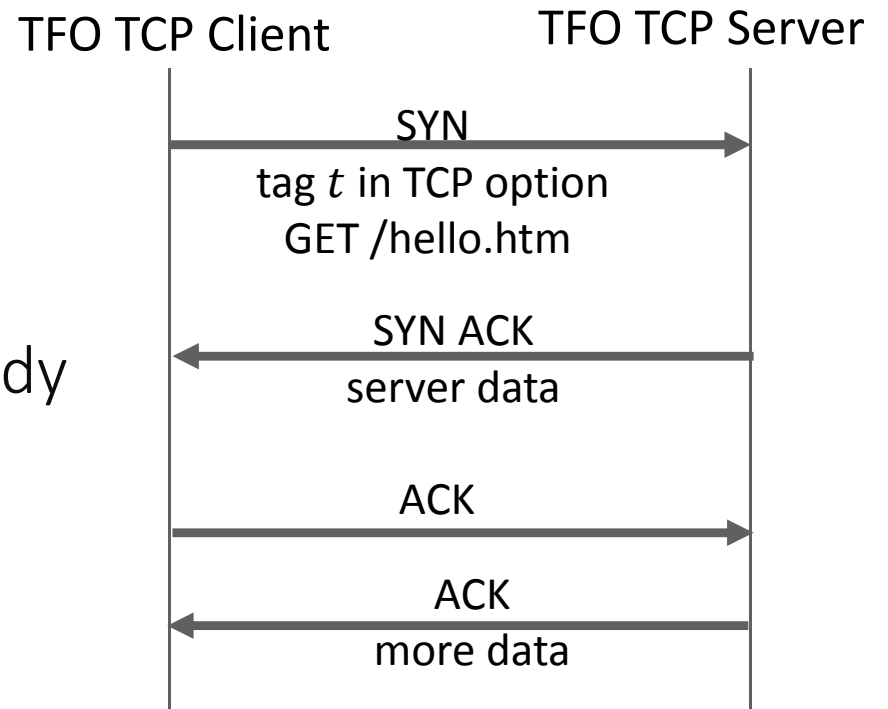 TFO TCP Client
TFO TCP Server
SYN
tag t in TCP option
GET /hello.htm
SYN ACK
dy
server data
ACK
ACK
more data